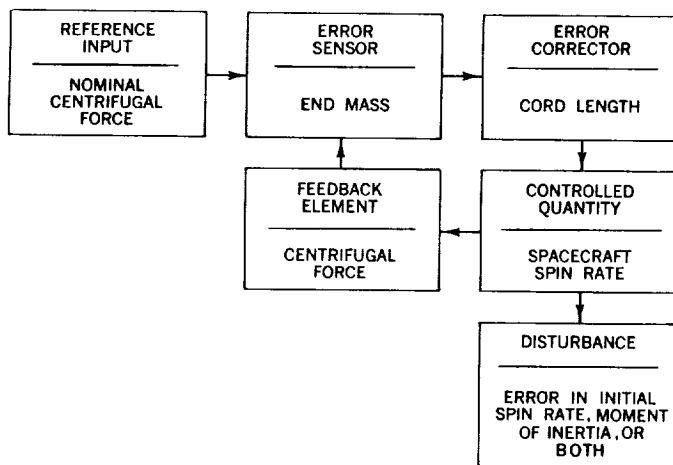 REFERENCE
INPUT
NOMINAL
CENTRIFUGAL
FORCE
ERROR
SENSOR
END MASS
ERROR
CORRECTOR
CORD LENGTH
FEEDBACK
ELEMENT
CENTRIFUGAL
FORCE
CONTROLLED
QUANTITY
SPACECRAFT
SPIN RATE
DISTURBANCE
ERROR IN INITIAL
SPIN RATE, MOMENT
OF INERTIA, OR
BOTH